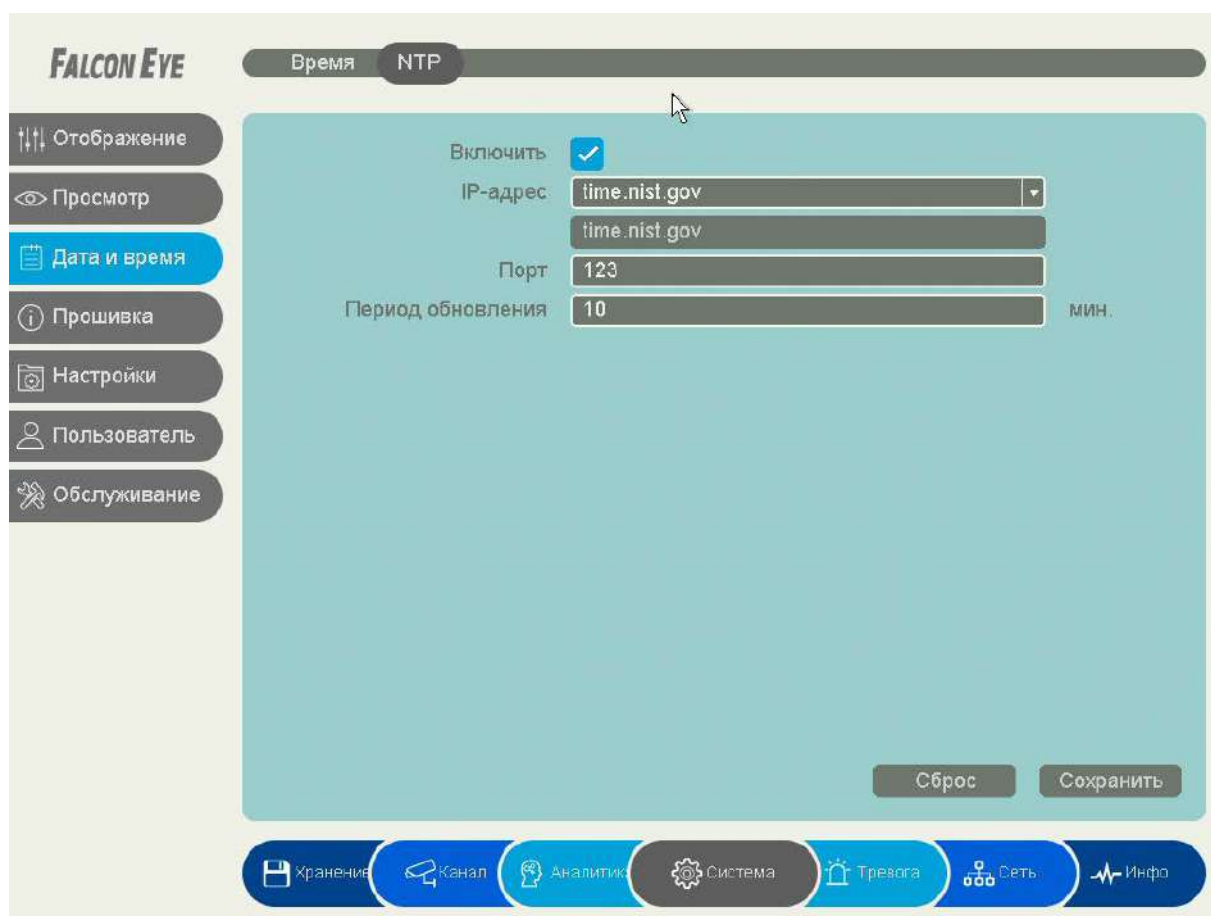 FALCON EYE
Время NTP
Отображение
Просмотр
Дата и время
Прошивка
Настройки
Пользователь
Обслуживание
Включить
IP-адрес time.nist.gov
time.nist.gov
Порт 123
Период обновления 10 мин.
Сброс Сохранить
Хранение Канал Аналитик Система Тревога Сеть Инфо